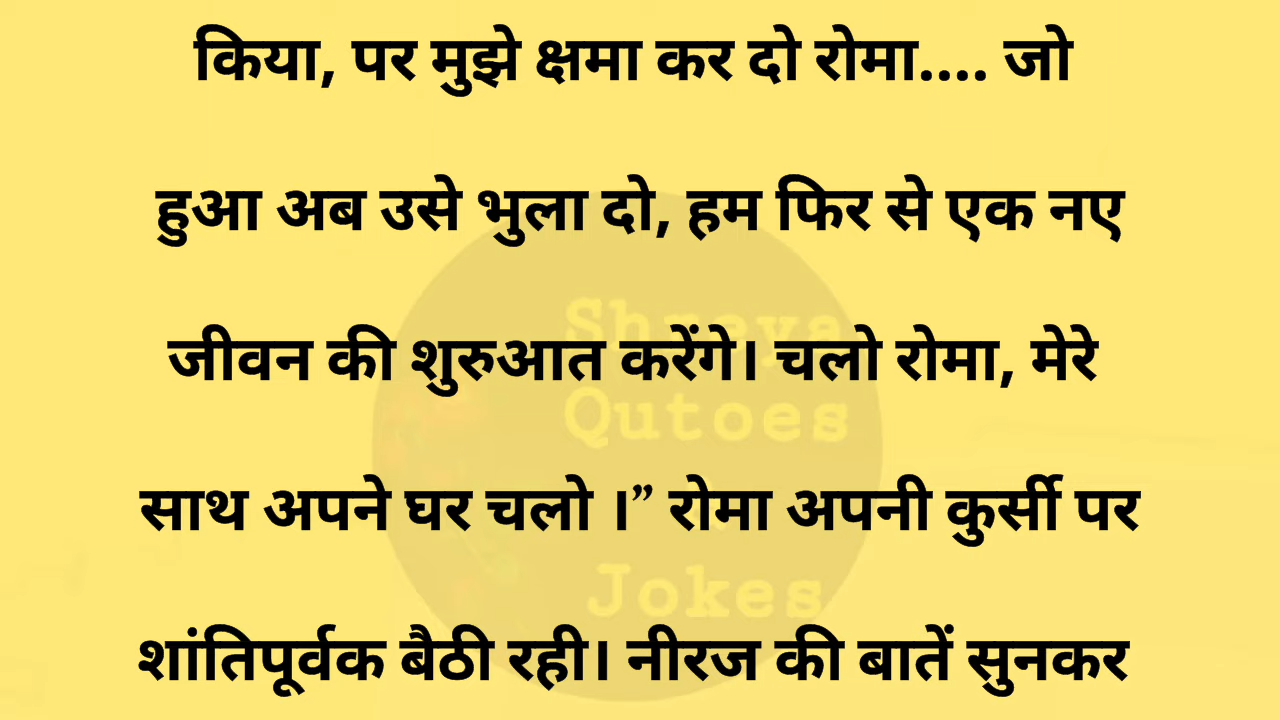 किया, पर मुझे क्षमा कर दो रोमा.... जो
हुआ अब उसे भुला दो, हम फिर से एक नए
जीवन की शुरुआत करेंगे। चलो रोमा, मेरे
साथ अपने घर चलो ।” रोमा अपनी कुर्सी पर
शांतिपूर्वक बैठी रही। नीरज की बातें सुनकर
Shreya
Qutoes
Jokes